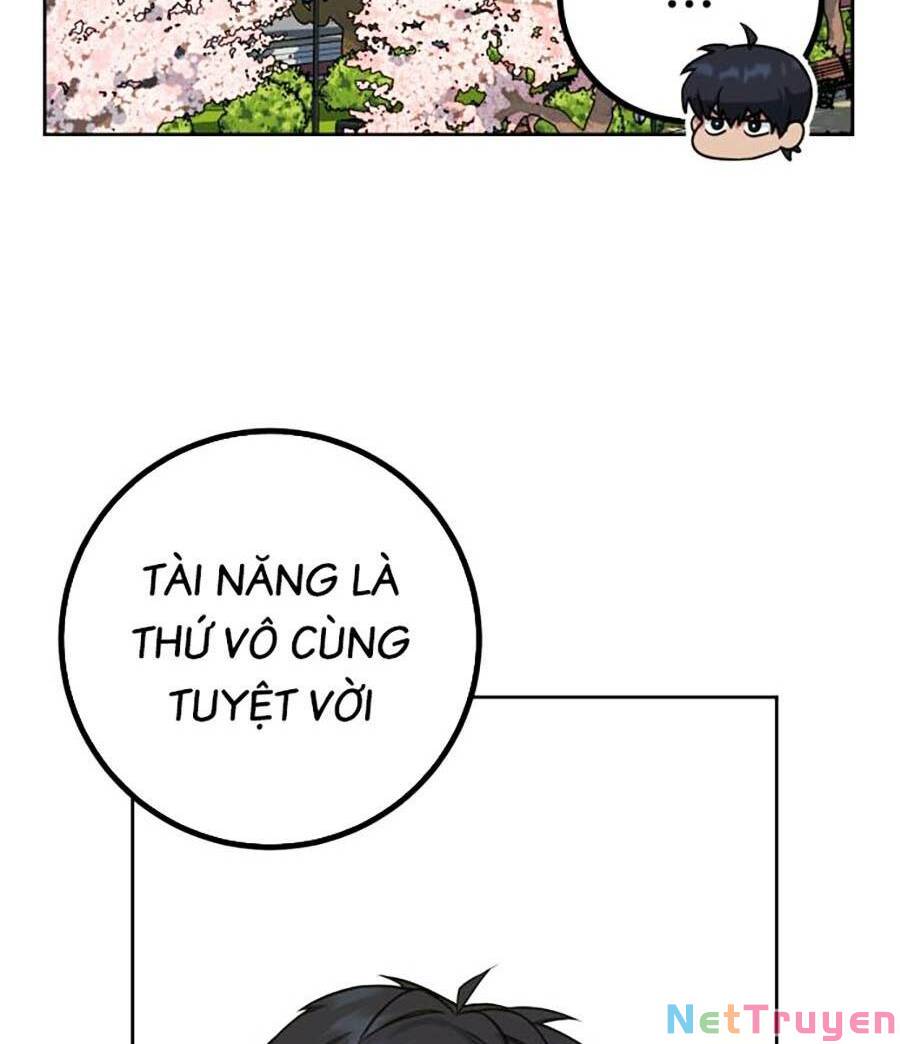 ...
TÀI NĂNG LÀ
THỨ VÔ CÙNG
TUYỆT VỜI
NetTruyen